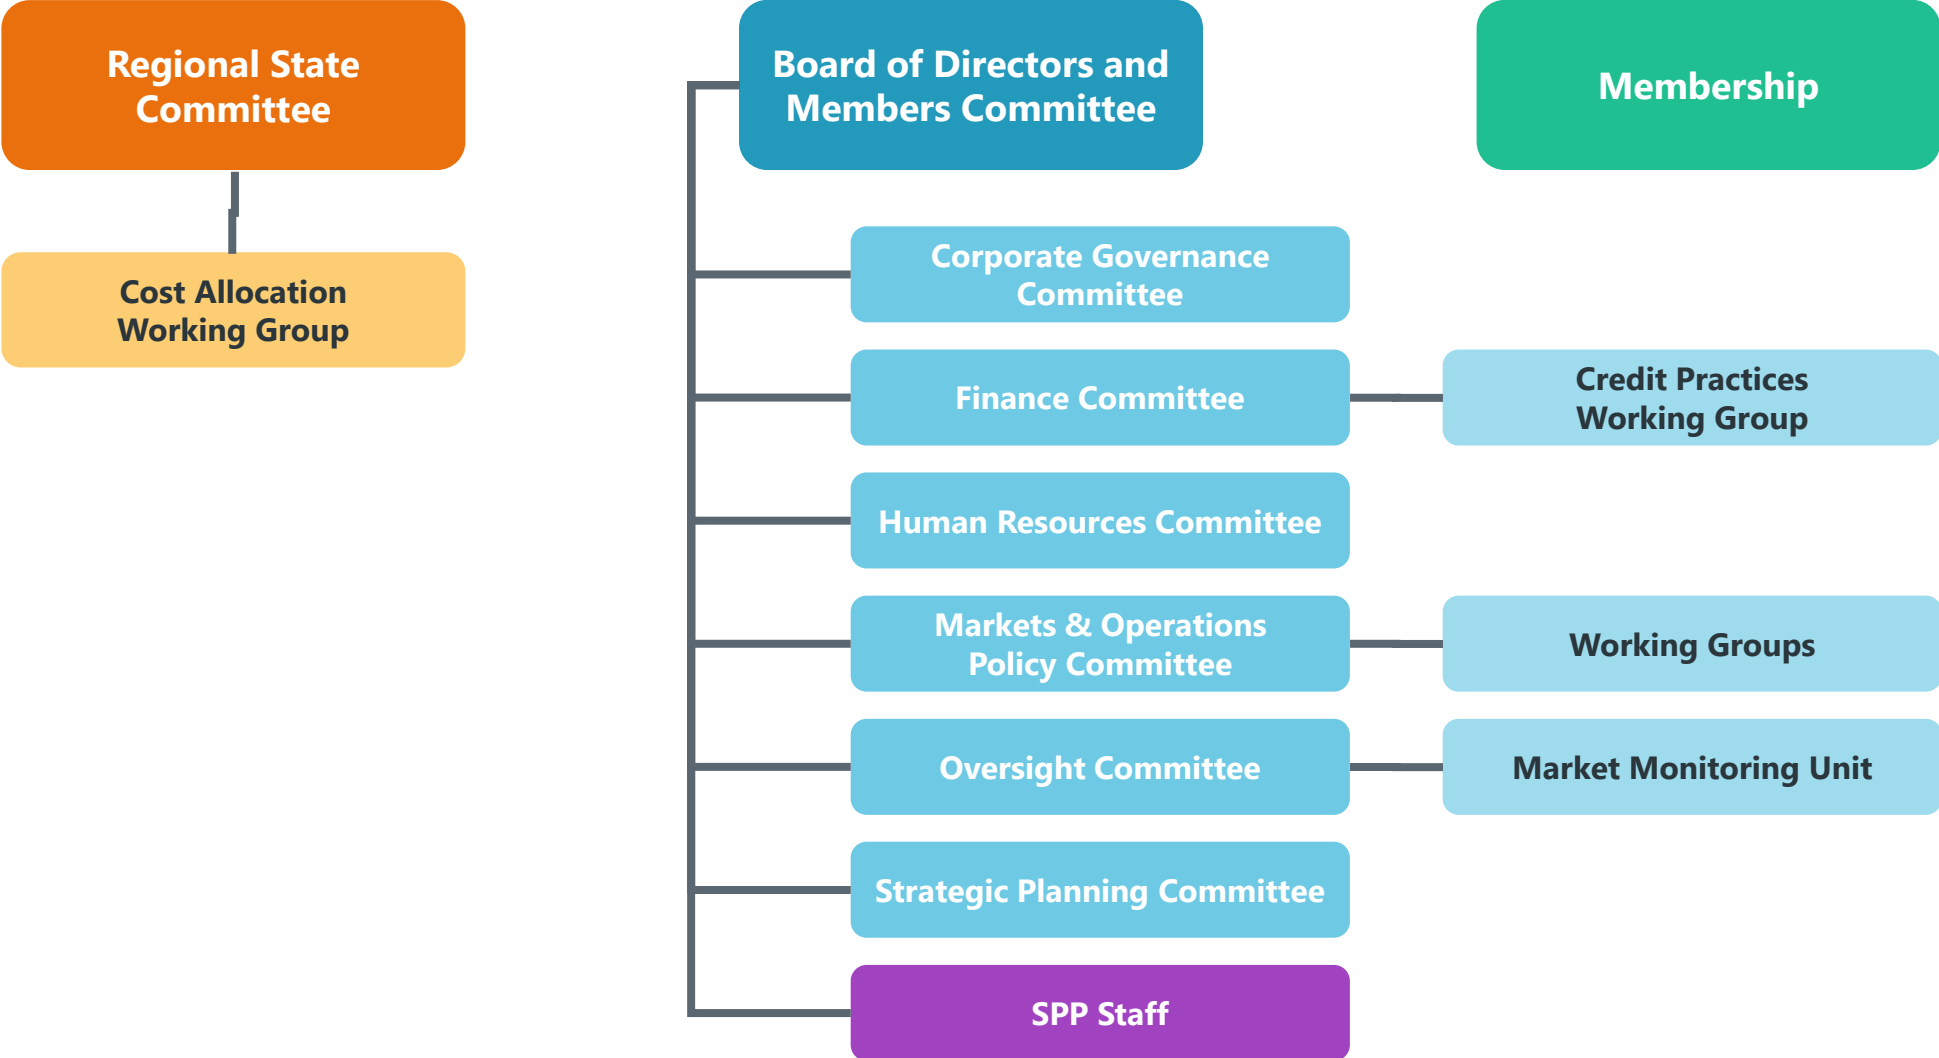 Regional State
Committee
Board of Directors and
Members Committee
Membership
Cost Allocation
Working Group
Corporate Governance
Committee
Finance Committee
Credit Practices
Working Group
Human Resources Committee
Markets & Operations
Policy Committee
Working Groups
Oversight Committee
Market Monitoring Unit
Strategic Planning Committee
SPP Staff